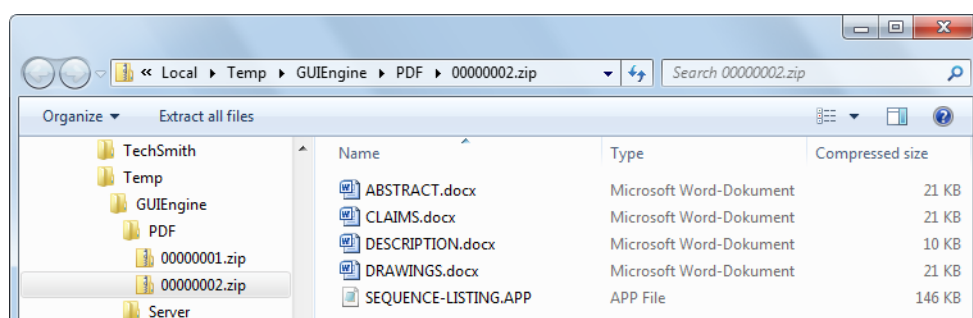 « Local ▸ Temp ▸ GUIEngine ▸ PDF ▸ 00000002.zip Search 00000002.zip
Organize Extract all files
TechSmith
Temp
GUIEngine
PDF
00000001.zip
00000002.zip
Server
Name Type Compressed size
ABSTRACT.docx Microsoft Word-Dokument 21 KB
CLAIMS.docx Microsoft Word-Dokument 21 KB
DESCRIPTION.docx Microsoft Word-Dokument 10 KB
DRAWINGS.docx Microsoft Word-Dokument 21 KB
SEQUENCE-LISTING.APP APP File 146 KB